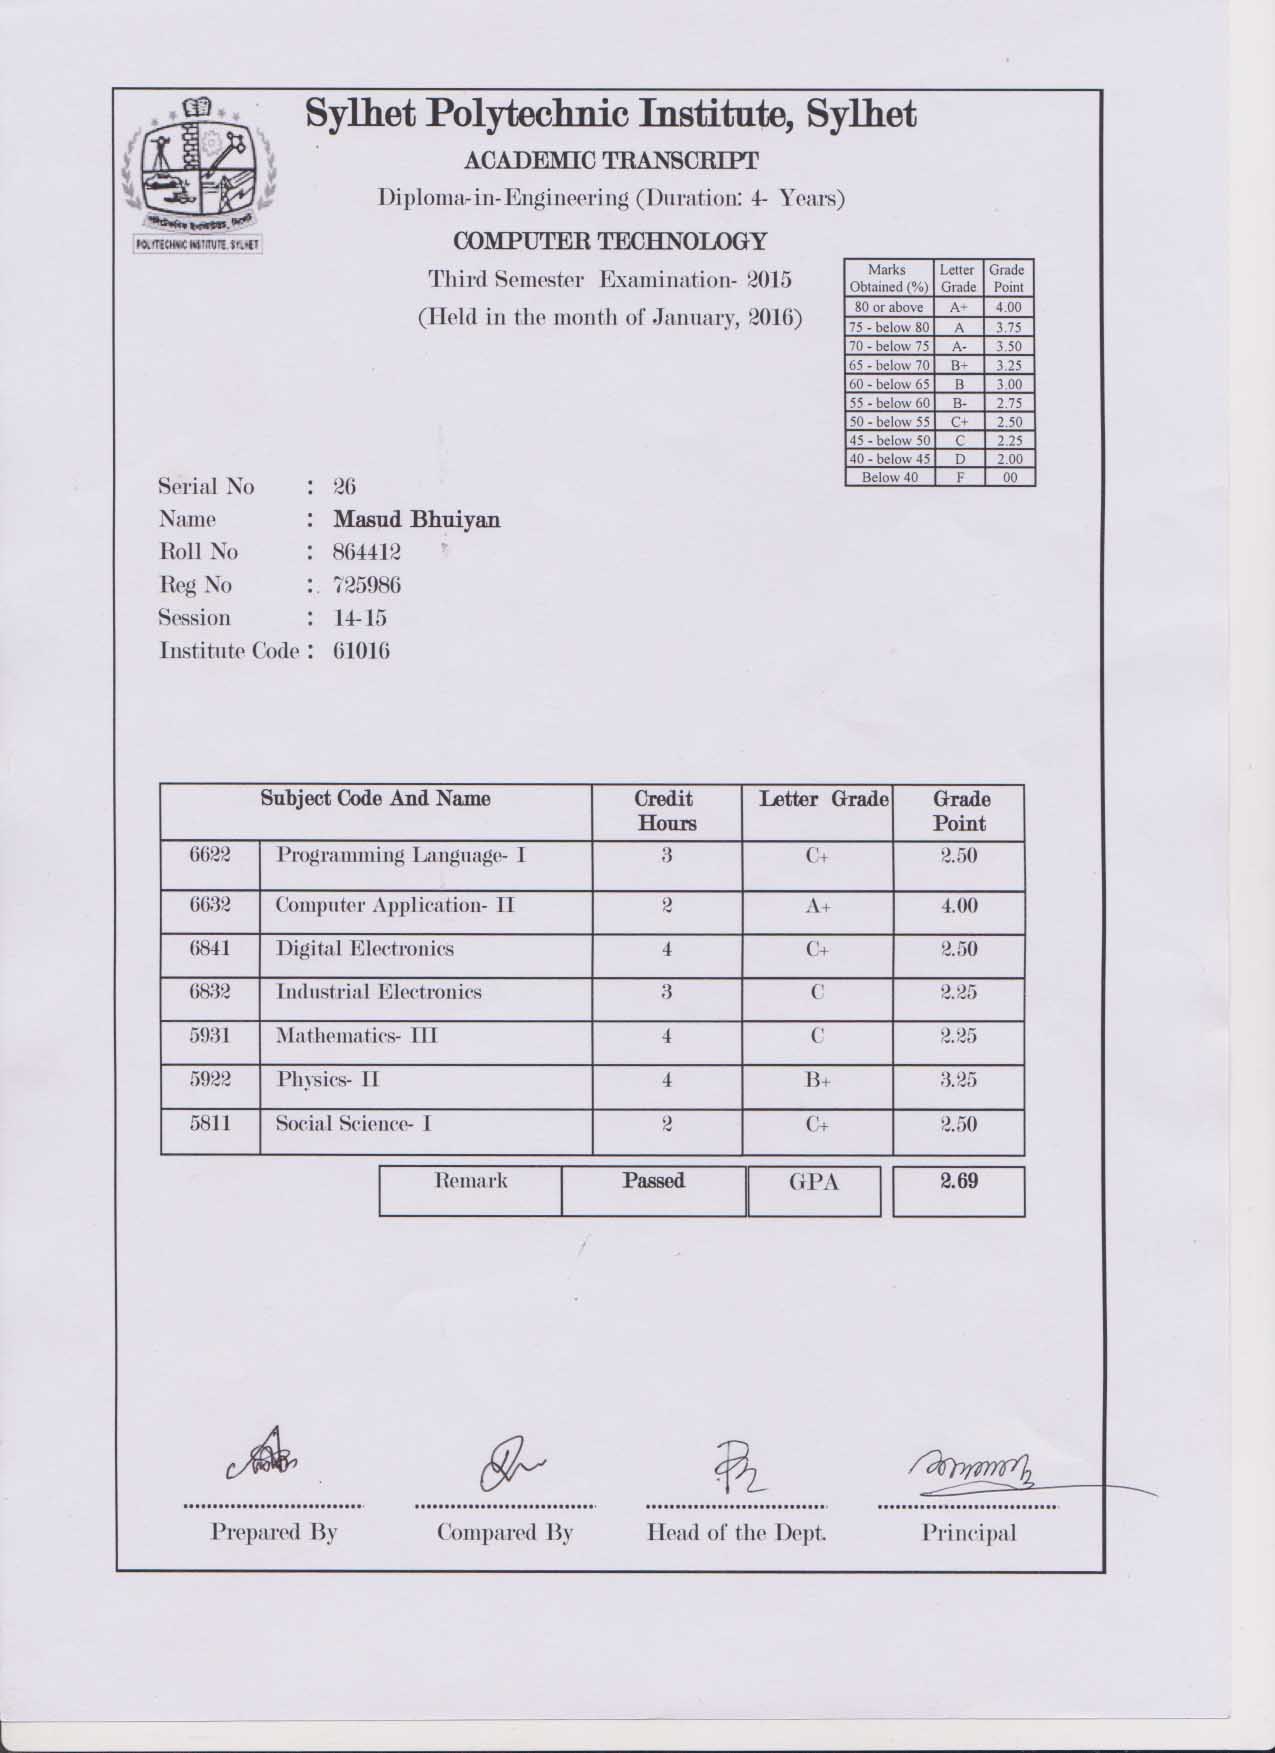 Sylhet Polytechnic Institute, Sylhet
ACADEMIC TRANSCRIPT
Diploma-in-Engineering (Duration: 4- Years)
COMPUTER TECHNOLOGY
Third Semester Examination- 2015
(Held in the month of January, 2016)
POLYTECHNIC INSTITUTE, SYLHET
Marks Obtained (%) Letter Grade Grade Point
80 or above A+ 4.00
75 - below 80 A 3.75
70 - below 75 A- 3.50
65 - below 70 B+ 3.25
60 - below 65 B 3.00
55 - below 60 B- 2.75
50 - below 55 C+ 2.50
45 - below 50 C 2.25
40 - below 45 D 2.00
Below 40 F 00
Serial No : 26
Name : Masud Bhuiyan
Roll No : 864412
Reg No : 725986
Session : 14-15
Institute Code : 61016
Subject Code And Name Credit Hours Letter Grade Grade Point
6622 Programming Language- I 3 C+ 2.50
6632 Computer Application- II 2 A+ 4.00
6841 Digital Electronics 4 C+ 2.50
6832 Industrial Electronics 3 C 2.25
5931 Mathematics- III 4 C 2.25
5922 Physics- II 4 B+ 3.25
5811 Social Science- I 2 C+ 2.50
Remark Passed GPA 2.69
Prepared By Compared By Head of the Dept. Principal